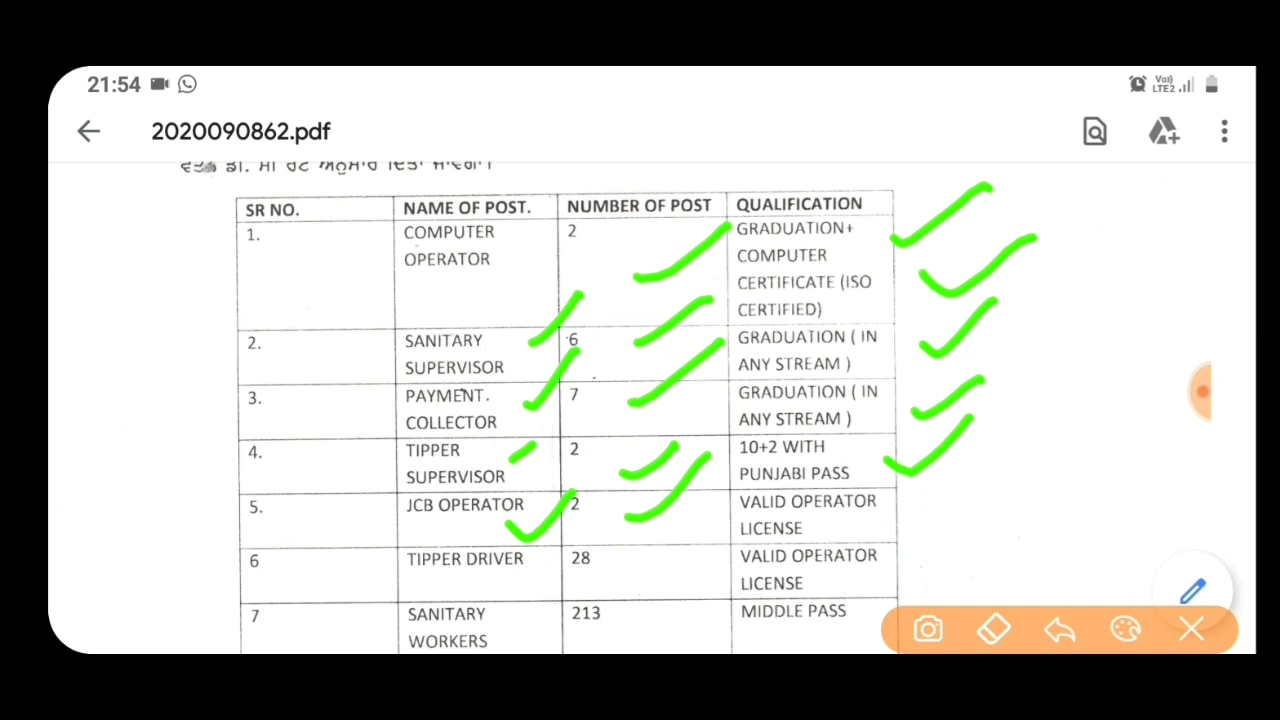 21:54
Vo)) LTE2
2020090862.pdf
SR NO. NAME OF POST. NUMBER OF POST QUALIFICATION
1. COMPUTER 2 GRADUATION+
OPERATOR COMPUTER
CERTIFICATE (ISO
CERTIFIED)
2. SANITARY 6 GRADUATION ( IN
SUPERVISOR ANY STREAM )
3. PAYMENT. 7 GRADUATION ( IN
COLLECTOR ANY STREAM )
4. TIPPER 2 10+2 WITH
SUPERVISOR PUNJABI PASS
5. JCB OPERATOR 2 VALID OPERATOR
LICENSE
6 TIPPER DRIVER 28 VALID OPERATOR
LICENSE
7 SANITARY 213 MIDDLE PASS
WORKERS